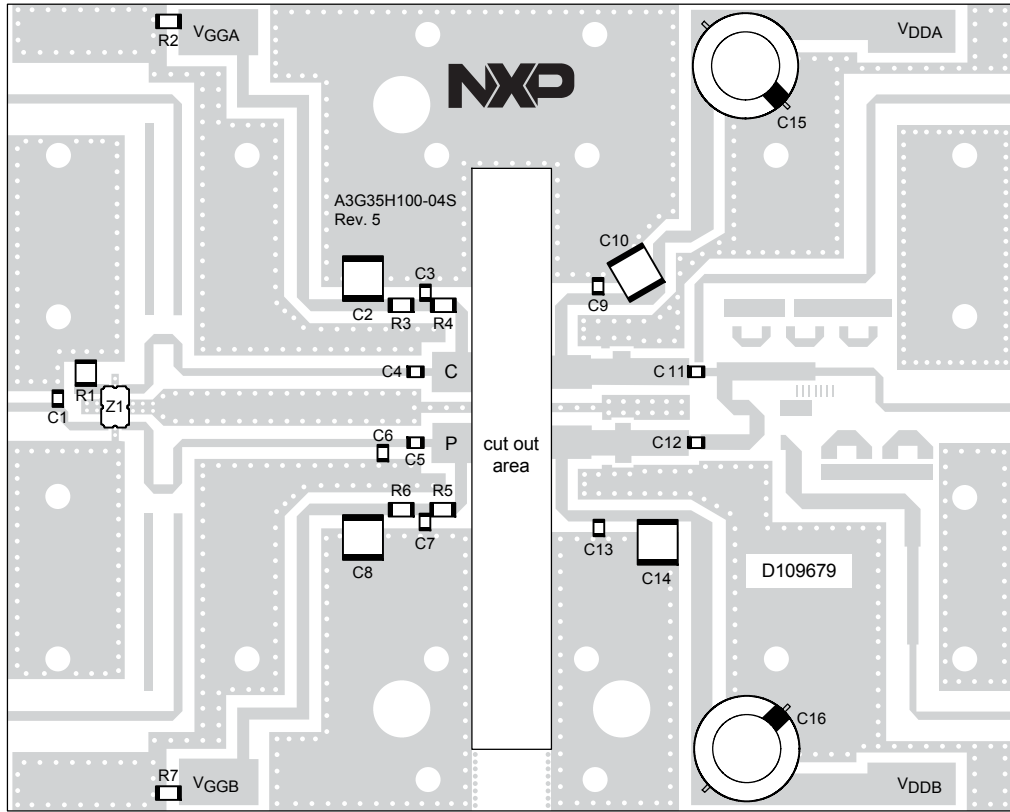 R2
VGGA
NXP
VDDA
C15
A3G35H100-04S
Rev. 5
C10
C3
C9
C2
R3
R4
C4
C
C11
R1
Z1
C1
C6
C5
P
cut out
area
C12
R6
R5
C7
C8
C13
C14
D109679
C16
R7
VGGB
VDDB